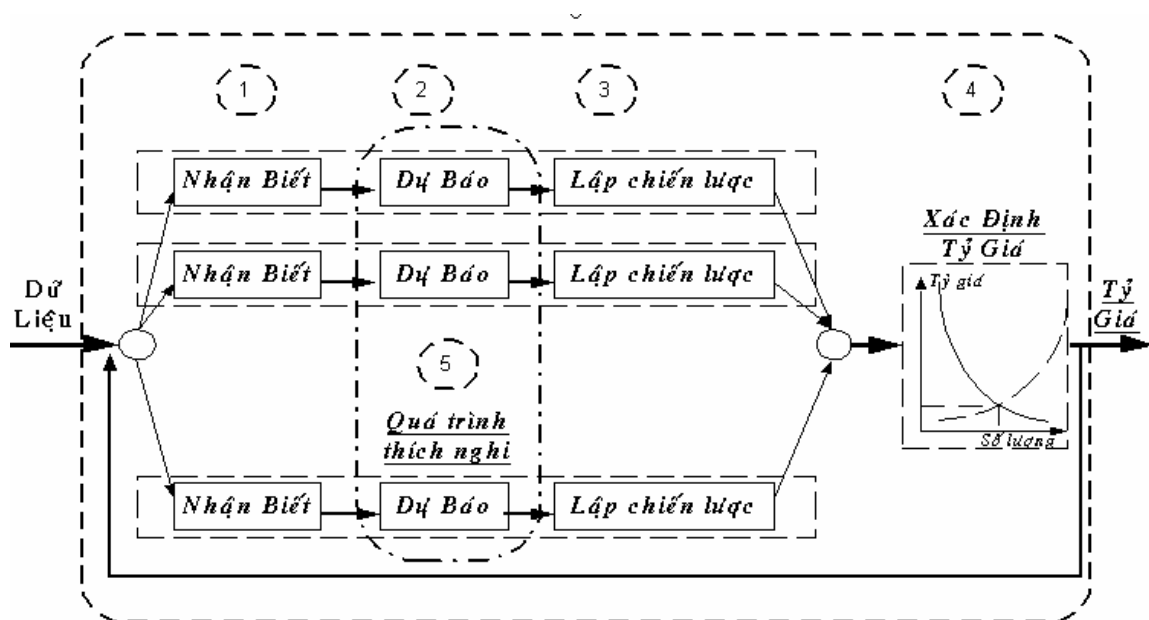 1
2
3
4
Nhận Biết
Dự Báo
Lập chiến lược
Xác Định
Tỷ Giá
Nhận Biết
Dự Báo
Lập chiến lược
Dữ
Liệu
Tỷ giá
Số lượng
Tỷ
Giá
5
Quá trình
thích nghi
Nhận Biết
Dự Báo
Lập chiến lược